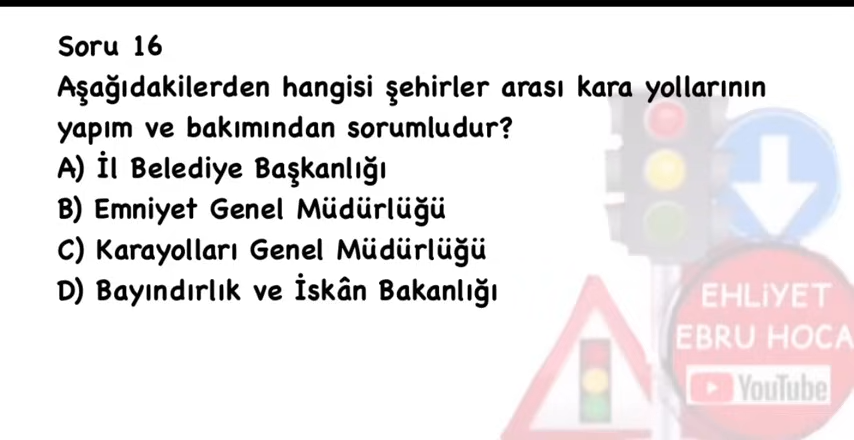 Soru 16
Aşağıdakilerden hangisi şehirler arası kara yollarının
yapım ve bakımından sorumludur?
A) İl Belediye Başkanlığı
B) Emniyet Genel Müdürlüğü
C) Karayolları Genel Müdürlüğü
D) Bayındırlık ve İskân Bakanlığı
EHLİYET
EBRU HOCA
YouTube